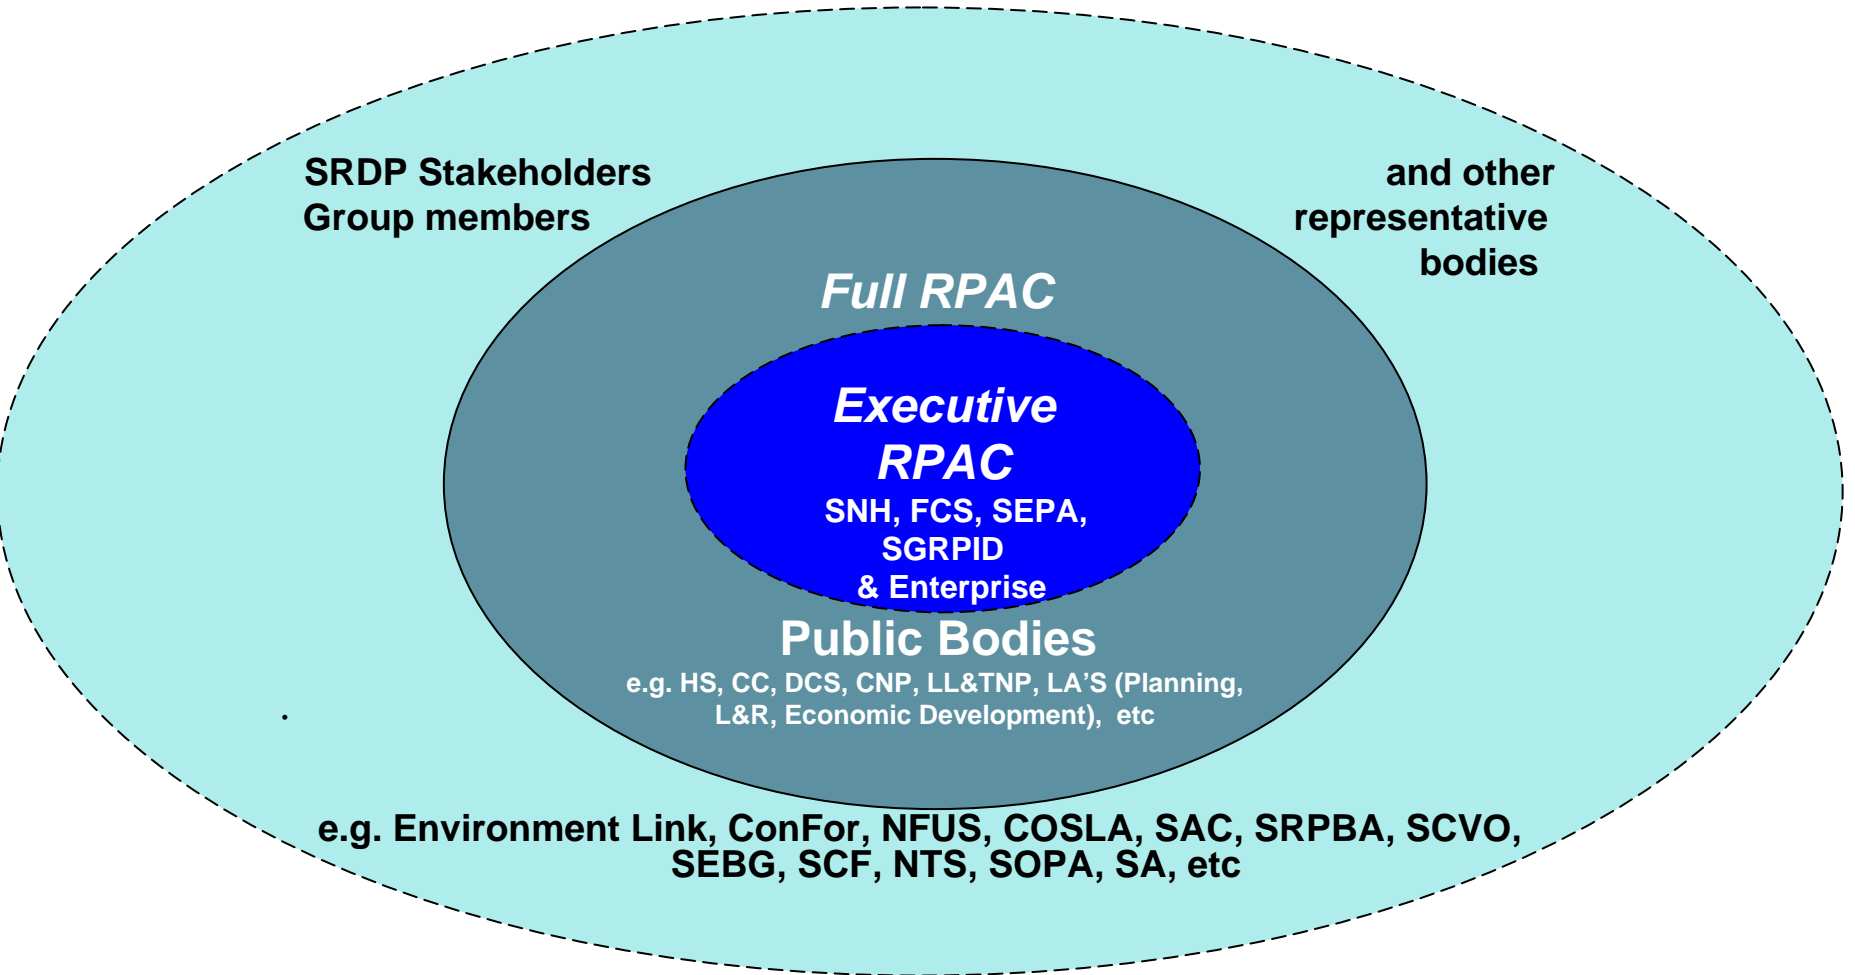 SRDP Stakeholders
Group members
and other
representative
bodies
Full RPAC
Executive
RPAC
SNH, FCS, SEPA,
SGRPID
& Enterprise
Public Bodies
e.g. HS, CC, DCS, CNP, LL&TNP, LA’S (Planning,
L&R, Economic Development),  etc
.
e.g. Environment Link, ConFor, NFUS, COSLA, SAC, SRPBA, SCVO,
SEBG, SCF, NTS, SOPA, SA, etc